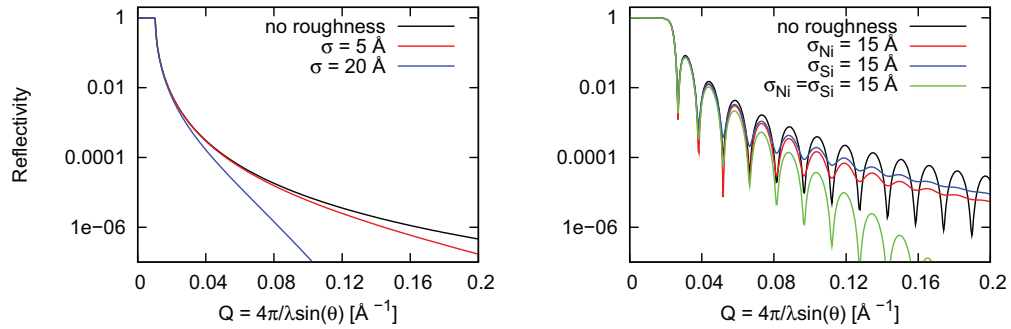 Reflectivity
1
0.01
0.0001
1e-06
0
0.04
0.08
0.12
0.16
0.2
Q = 4π/λsin(θ) [Å ⁻¹]
no roughness
σ = 5 Å
σ = 20 Å
1
0.01
0.0001
1e-06
0
0.04
0.08
0.12
0.16
0.2
Q = 4π/λsin(θ) [Å ⁻¹]
no roughness
σNi = 15 Å
σSi = 15 Å
σNi =σSi = 15 Å